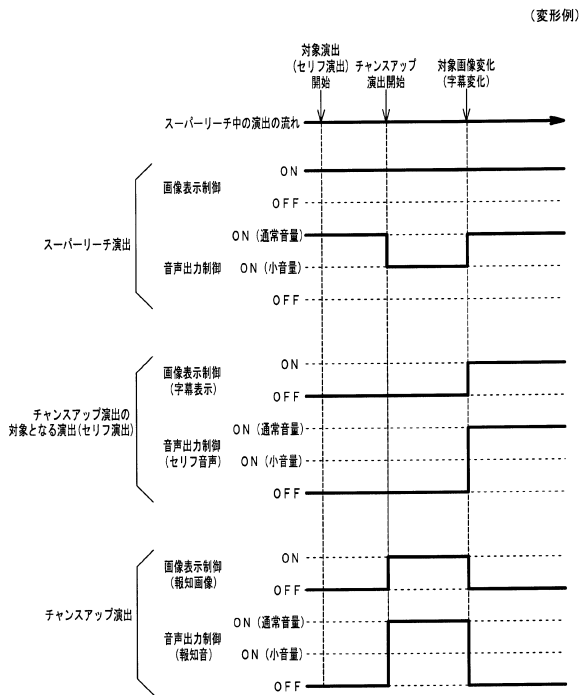 (変形例)
対象演出
(セリフ演出)
開始
チャンスアップ
演出開始
対象画像変化
(字幕変化)
スーパーリーチ中の演出の流れ
スーパーリーチ演出
画像表示制御
ON
OFF
音声出力制御
ON(通常音量)
ON(小音量)
OFF
チャンスアップ演出の
対象となる演出(セリフ演出)
画像表示制御
(字幕表示)
ON
OFF
音声出力制御
(セリフ音声)
ON(通常音量)
ON(小音量)
OFF
チャンスアップ演出
画像表示制御
(報知画像)
ON
OFF
音声出力制御
(報知音)
ON(通常音量)
ON(小音量)
OFF